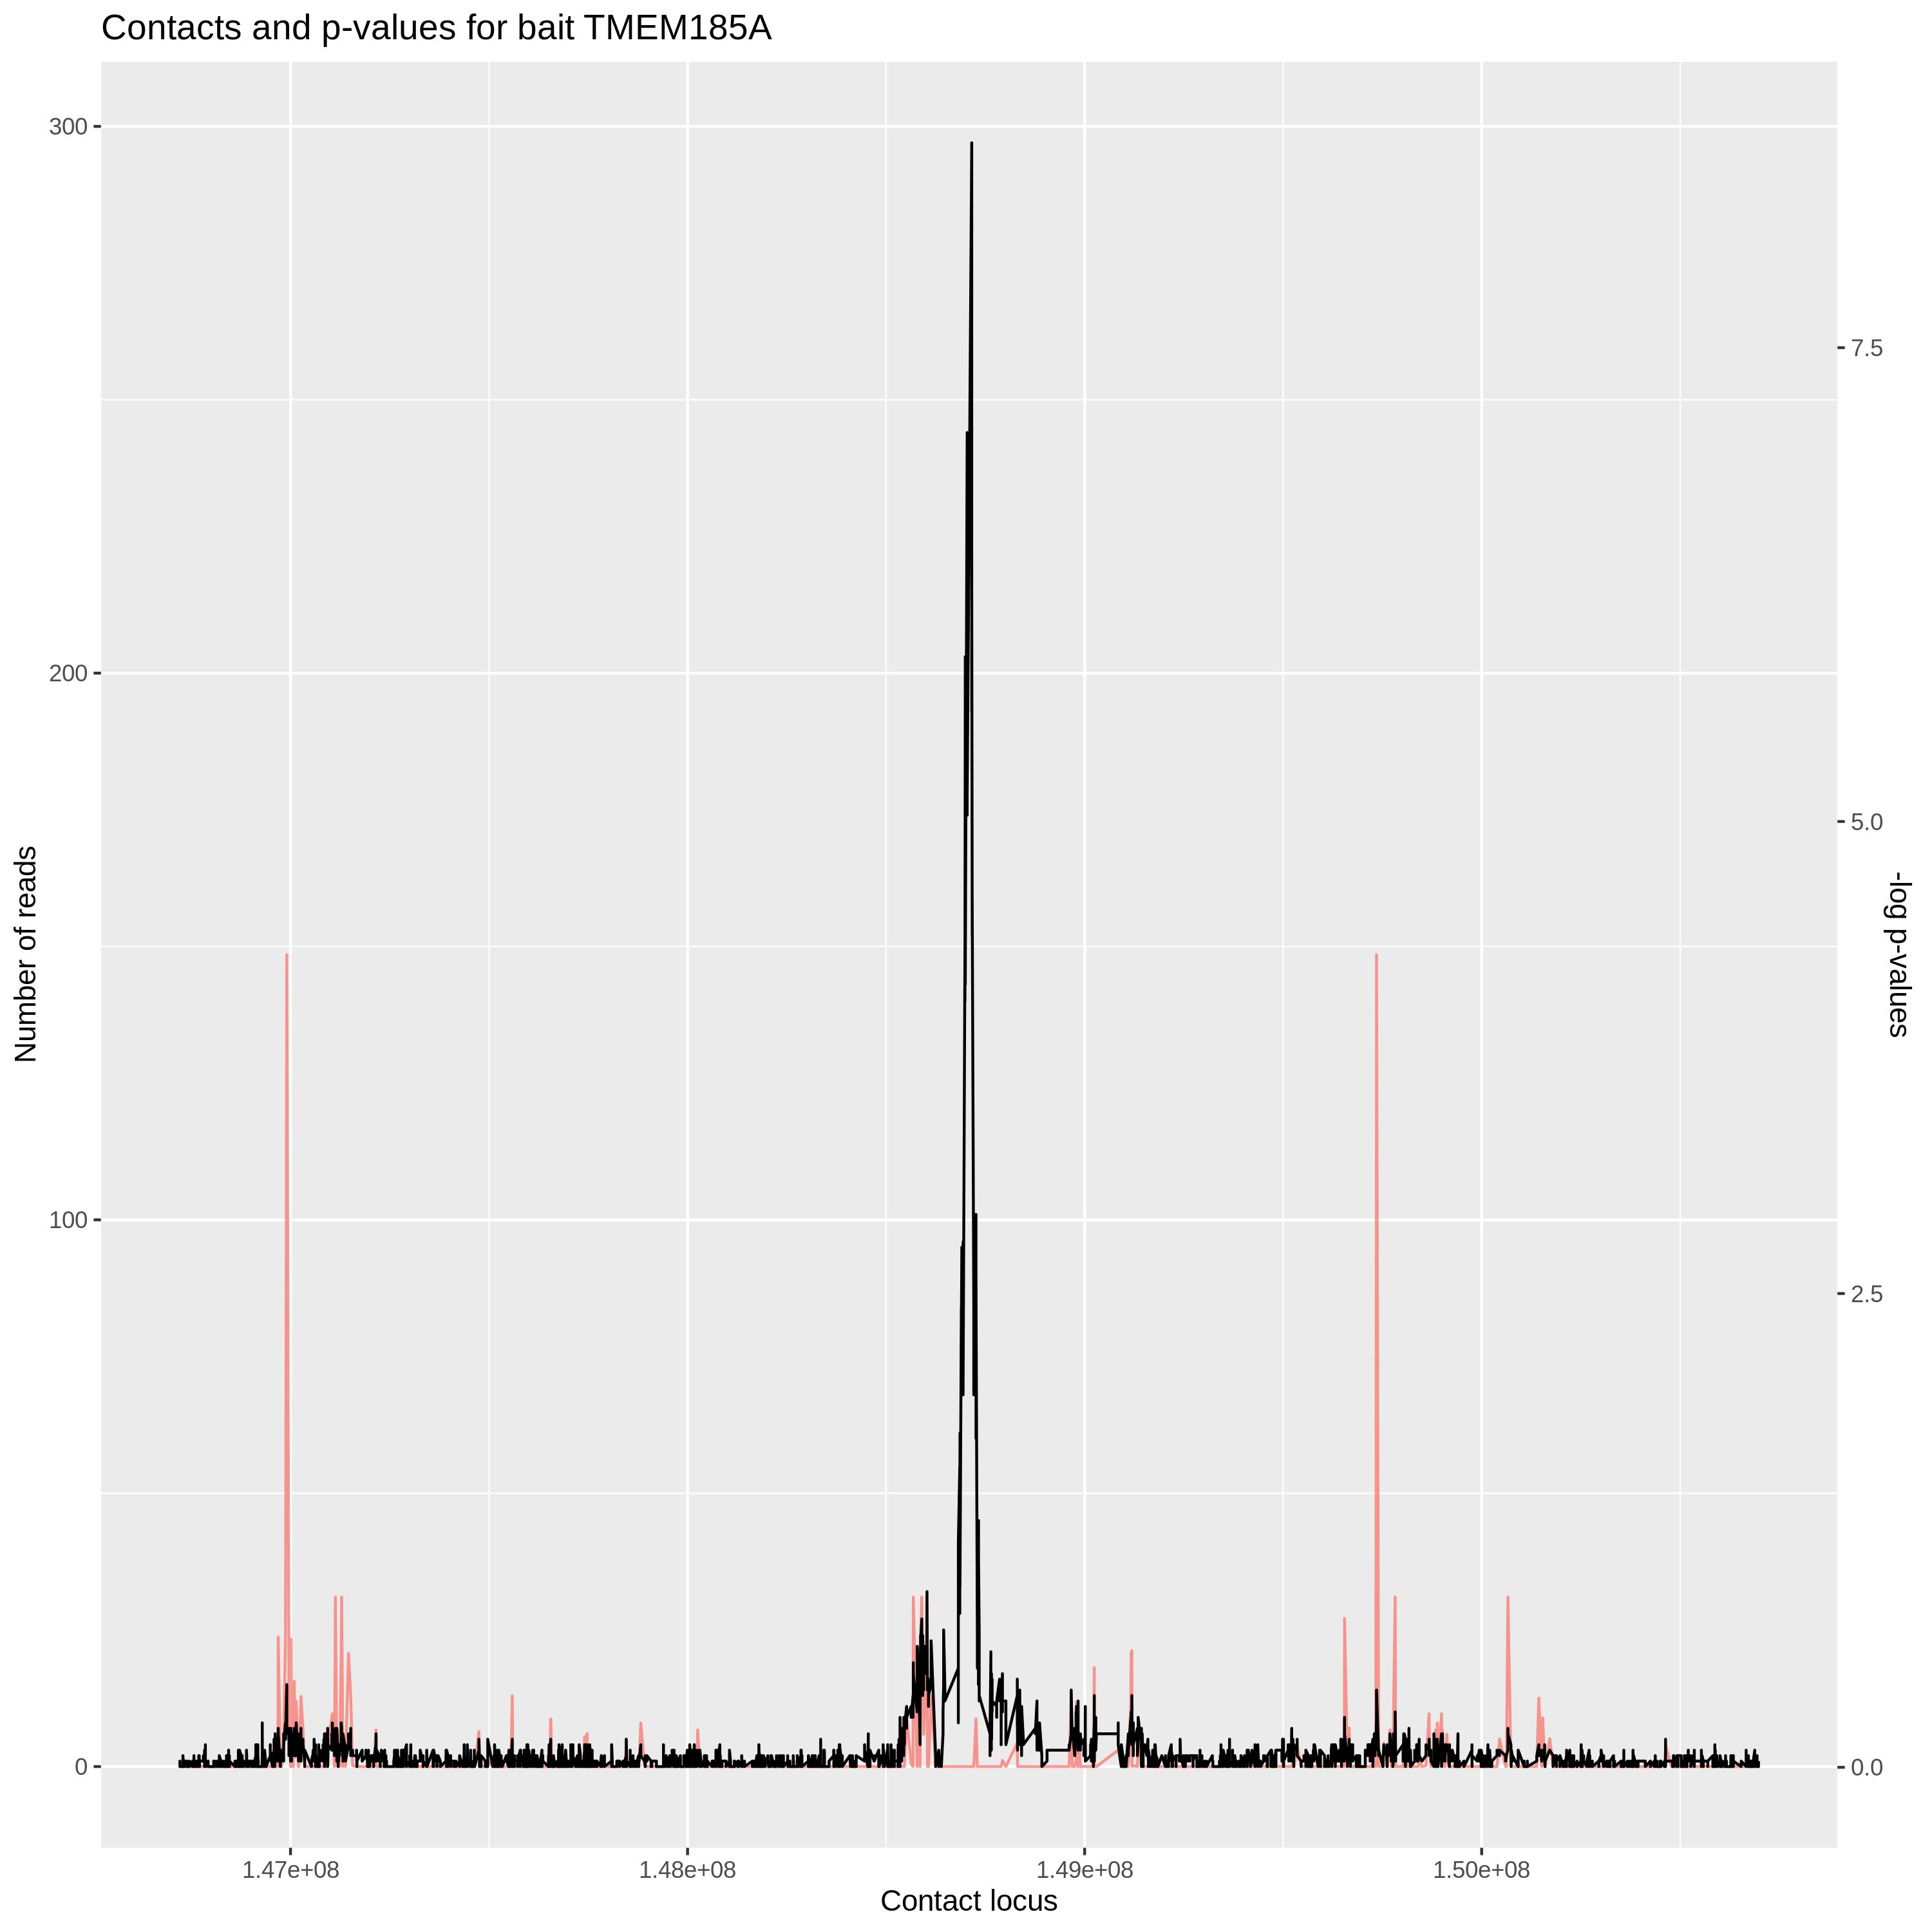 Contacts and p-values for bait TMEM185A
300
200
100
0
Number of reads
7.5
5.0
2.5
0.0
-log p-values
1.47e+08
1.48e+08
1.49e+08
1.50e+08
Contact locus